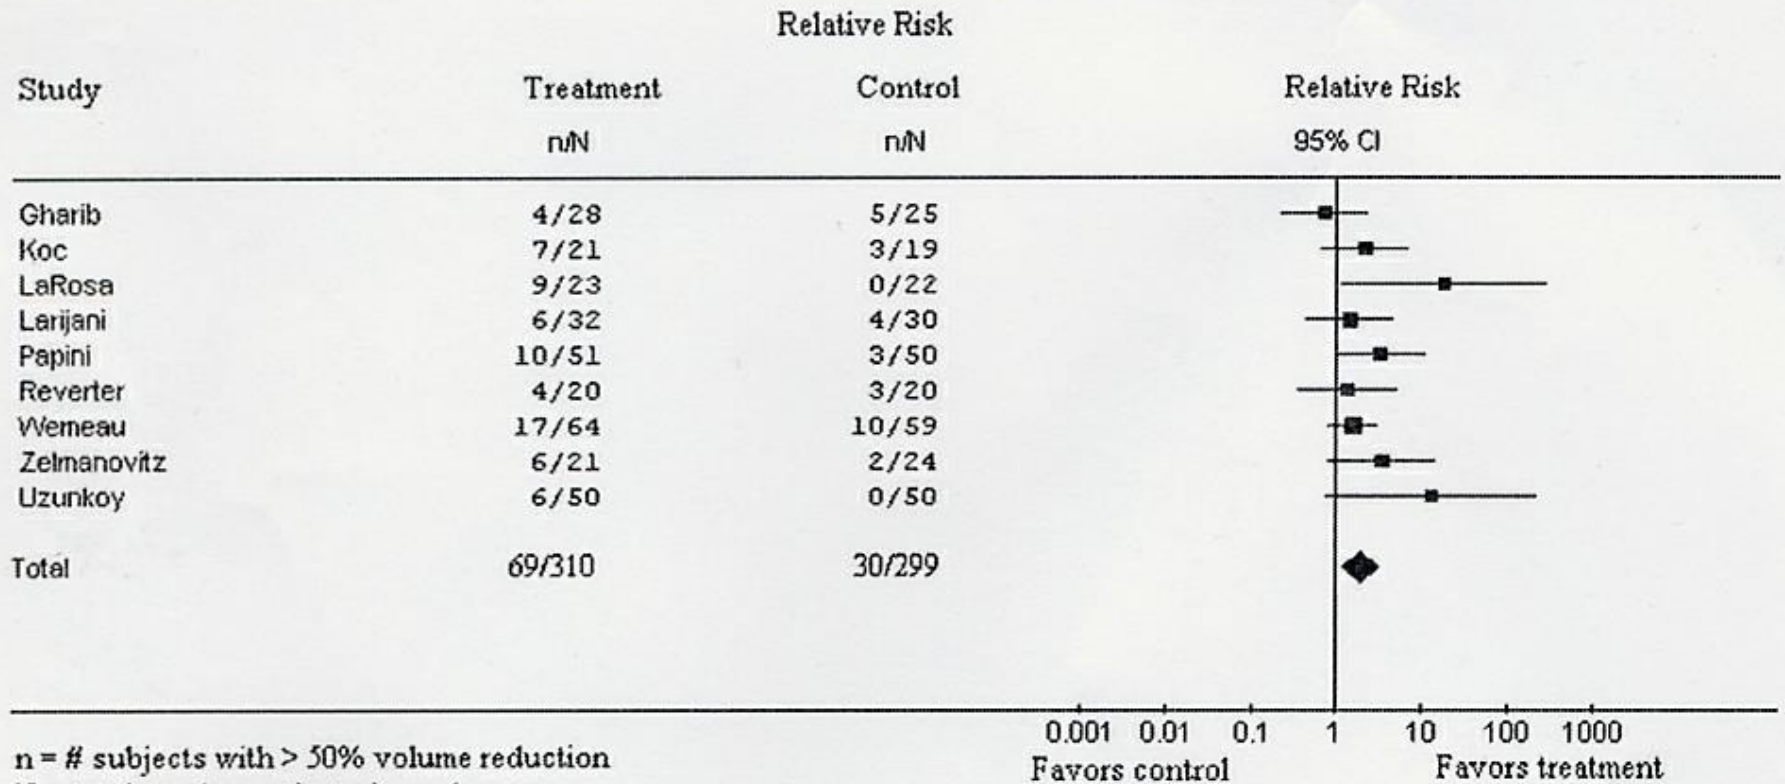 Relative Risk
Study Treatment Control Relative Risk
n/N n/N 95% CI
Gharib 4/28 5/25
Koc 7/21 3/19
LaRosa 9/23 0/22
Larijani 6/32 4/30
Papini 10/51 3/50
Reverter 4/20 3/20
Wemeau 17/64 10/59
Zelmanovitz 6/21 2/24
Uzunkoy 6/50 0/50
Total 69/310 30/299
0.001 0.01 0.1 1 10 100 1000
n = # subjects with > 50% volume reduction
Favors control Favors treatment